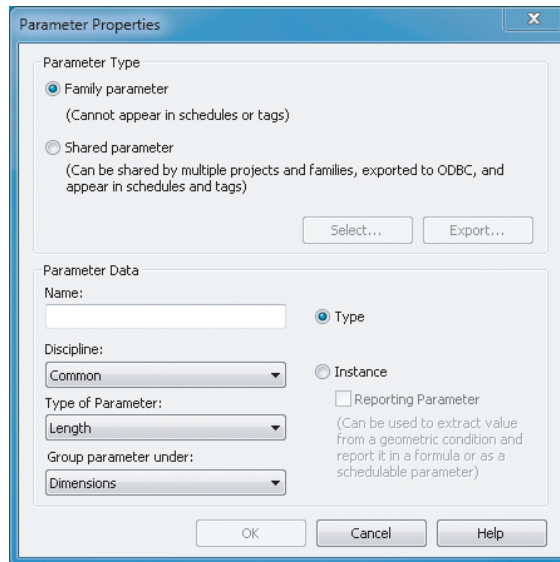 Parameter Properties
x
Parameter Type
Family parameter
(Cannot appear in schedules or tags)
Shared parameter
(Can be shared by multiple projects and families, exported to ODBC, and
appear in schedules and tags)
Select...
Export...
Parameter Data
Name:
Type
Discipline:
Common
Instance
Reporting Parameter
Type of Parameter:
Length
(Can be used to extract value
from a geometric condition and
report it in a formula or as a
schedulable parameter)
Group parameter under:
Dimensions
OK
Cancel
Help